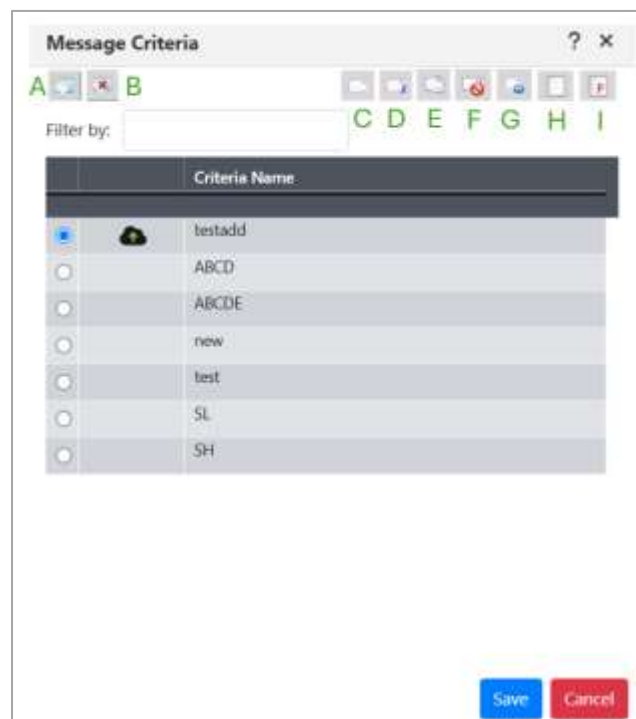 Message Criteria ? ×
A B
C D E F G H I
Filter by:
Criteria Name
testadd
ABCD
ABCDE
new
test
SL
SH
Save Cancel